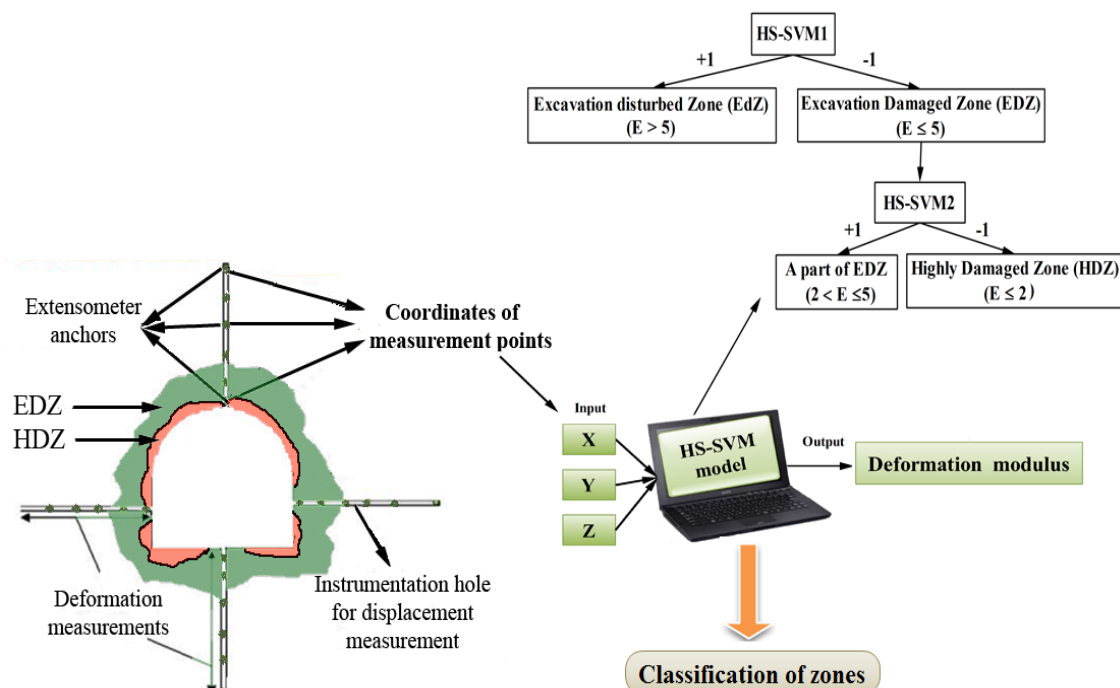 HS-SVM1
+1
-1
Excavation disturbed Zone (EdZ)
(E > 5)
Excavation Damaged Zone (EDZ)
(E ≤ 5)
HS-SVM2
+1
-1
A part of EDZ
(2 < E ≤5)
Highly Damaged Zone (HDZ)
(E ≤ 2)
Extensometer
anchors
Coordinates of
measurement points
EDZ
HDZ
Input
X
Y
Z
HS-SVM
model
Output
Deformation modulus
Deformation
measurements
Instrumentation hole
for displacement
measurement
Classification of zones